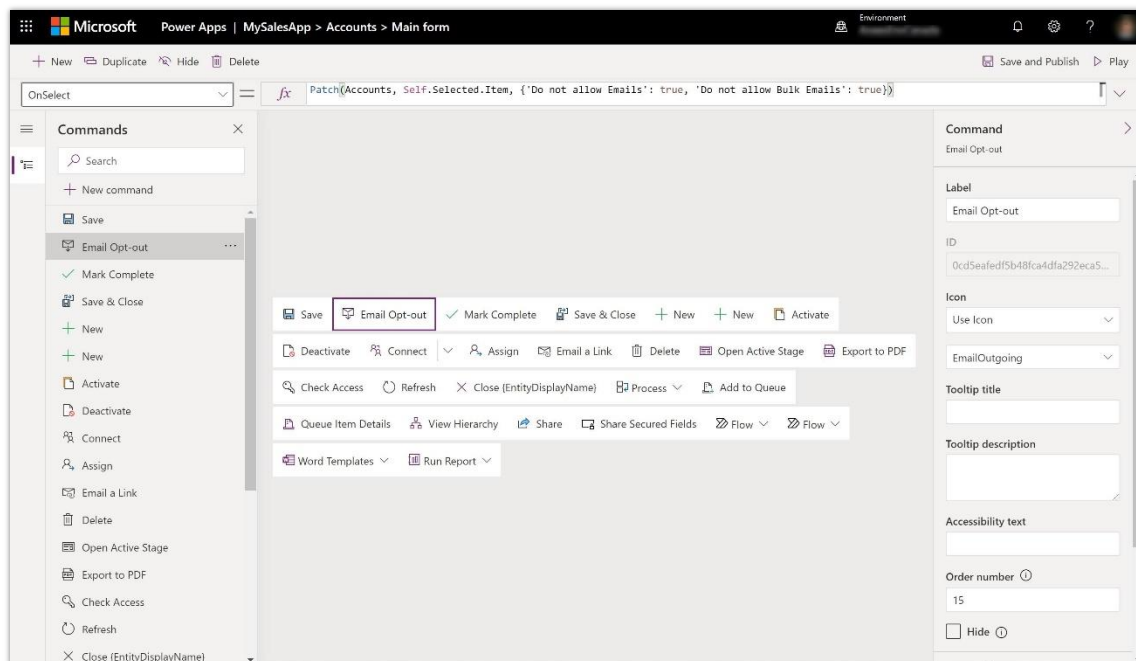 Microsoft Power Apps | MySalesApp > Accounts > Main form
Environment
?
New Duplicate Hide Delete
Save and Publish Play
OnSelect
= fx Patch(Accounts, Self.Selected.Item, {'Do not allow Emails': true, 'Do not allow Bulk Emails': true})
Commands
Search
New command
Save
Email Opt-out ...
Mark Complete
Save & Close
New
New
Activate
Deactivate
Connect
Assign
Email a Link
Delete
Open Active Stage
Export to PDF
Check Access
Refresh
Close {EntityDisplayName}
Save Email Opt-out Mark Complete Save & Close New New Activate
Deactivate Connect Assign Email a Link Delete Open Active Stage Export to PDF
Check Access Refresh Close {EntityDisplayName} Process Add to Queue
Queue Item Details View Hierarchy Share Share Secured Fields Flow Flow
Word Templates Run Report
Command
Email Opt-out
Label
Email Opt-out
ID
0cd5eafedf5b48fca4dfa292eca5...
Icon
Use Icon
EmailOutgoing
Tooltip title
Tooltip description
Accessibility text
Order number
15
Hide